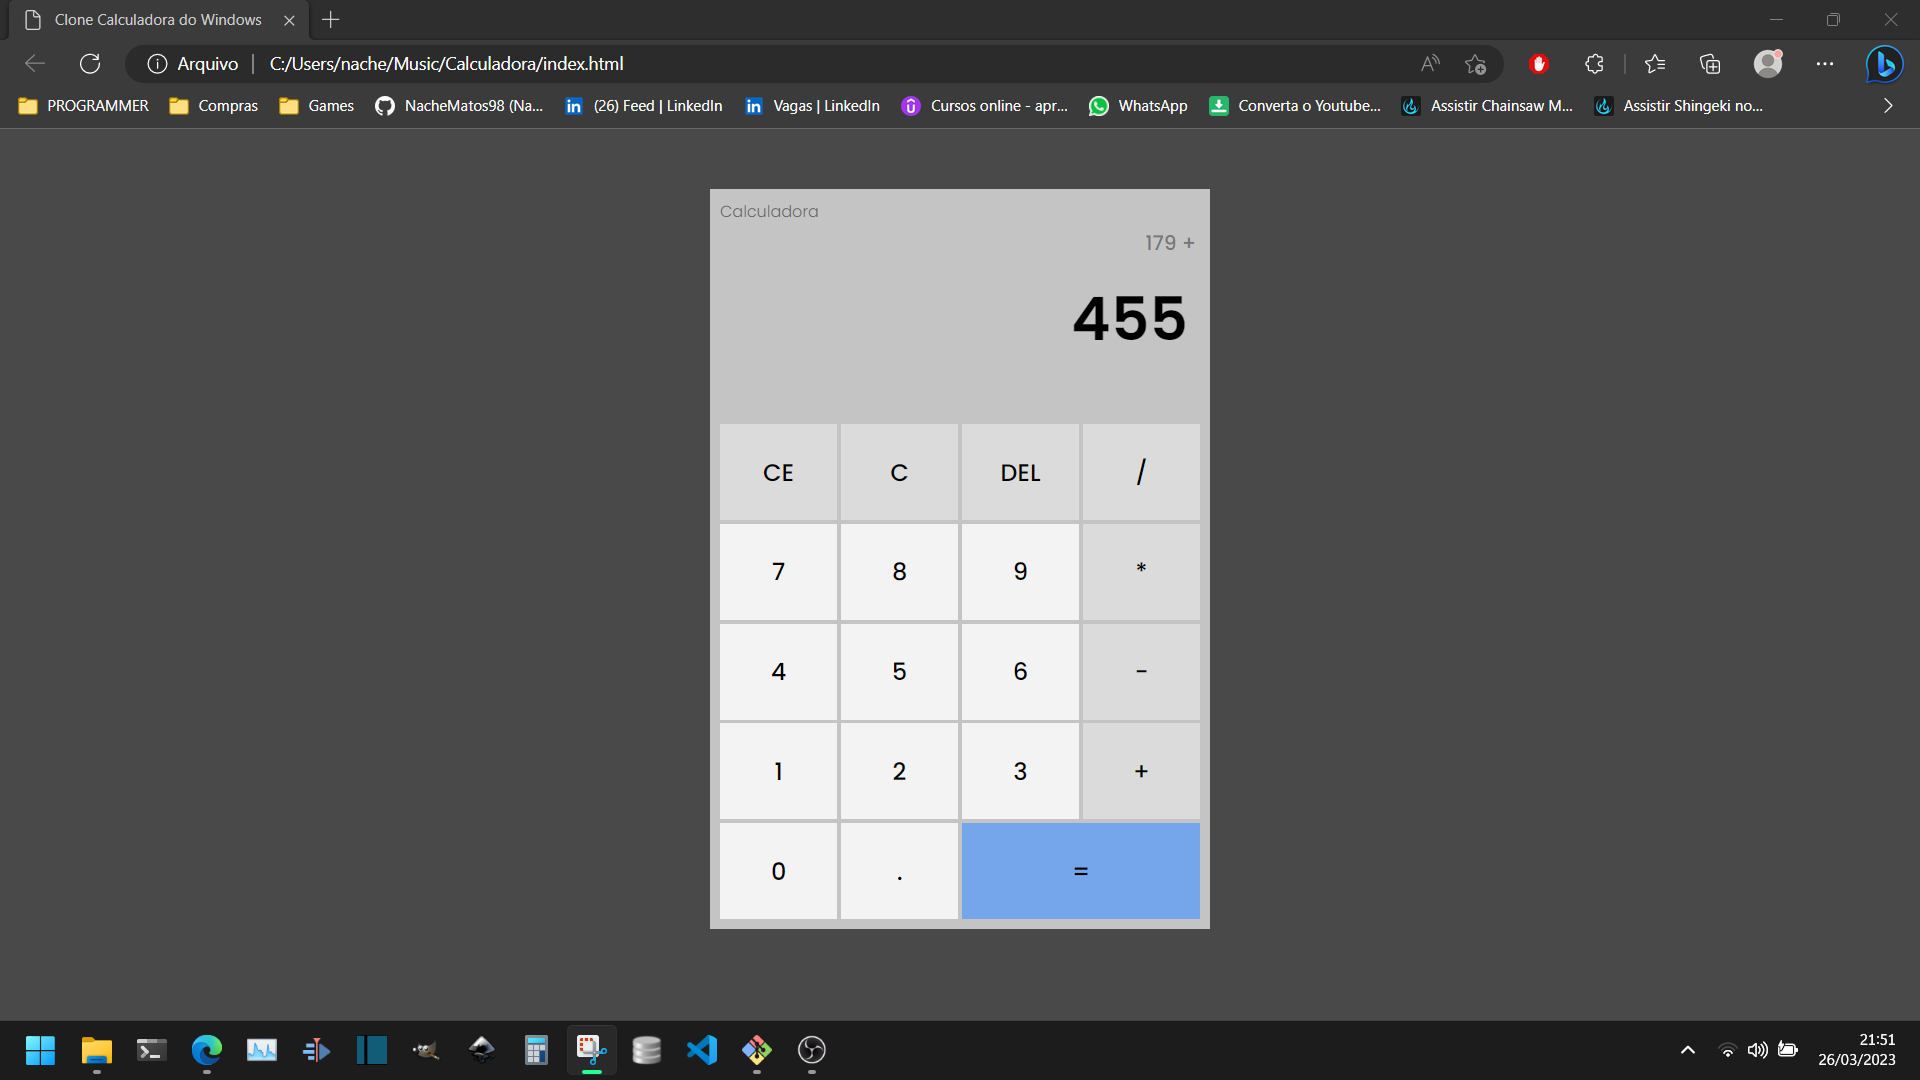 Clone Calculadora do Windows
Arquivo C:/Users/nache/Music/Calculadora/index.html
PROGRAMMER Compras Games NacheMatos98 (Na... (26) Feed | LinkedIn Vagas | LinkedIn Cursos online - apr... WhatsApp Converta o Youtube... Assistir Chainsaw M... Assistir Shingeki no...
Calculadora
179 +
455
CE C DEL /
7 8 9 *
4 5 6 -
1 2 3 +
0 . =
21:51
26/03/2023